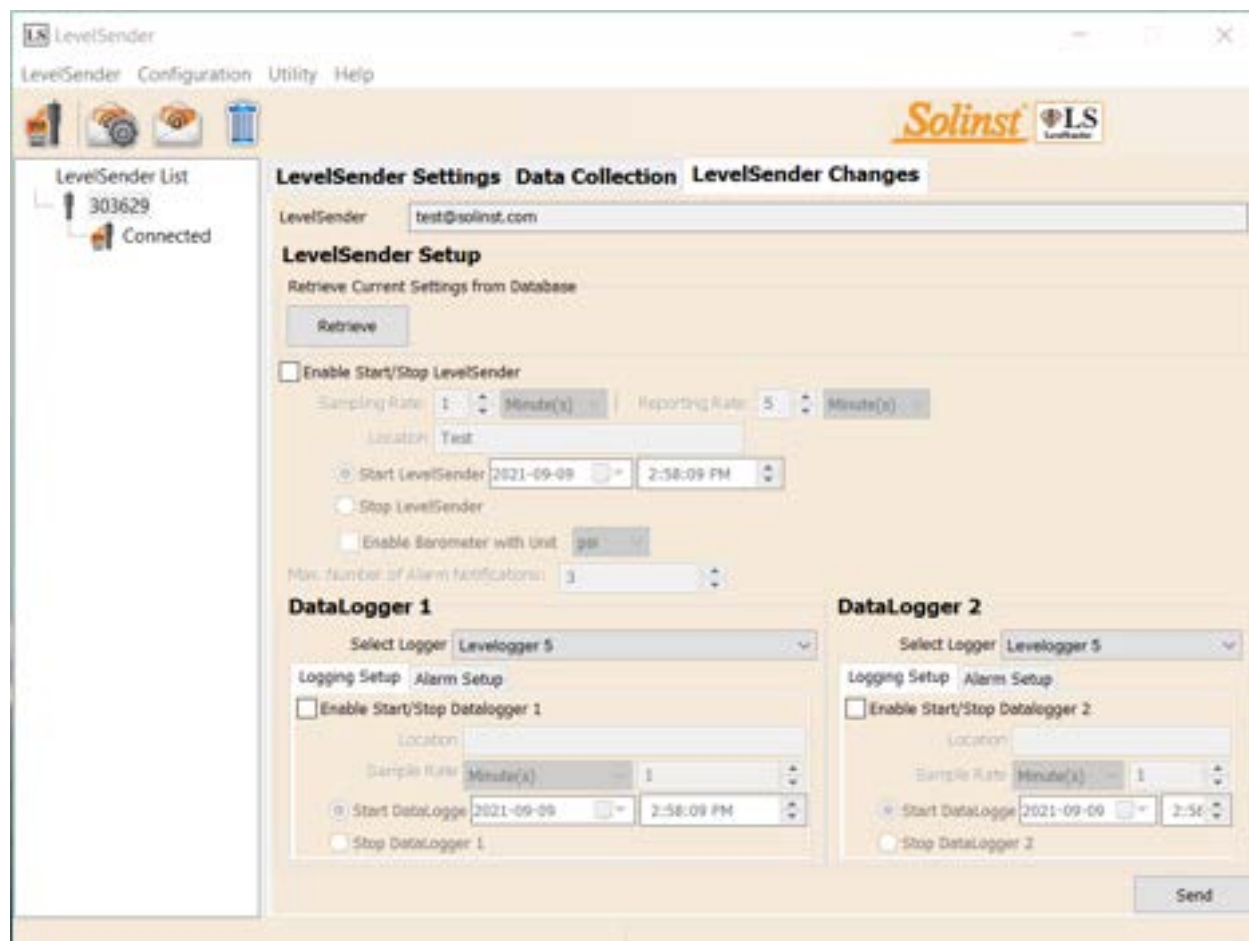 LS LevelSender
LevelSender Configuration Utility Help
Solinst LS
LevelSender List
303629
Connected
LevelSender Settings Data Collection LevelSender Changes
LevelSender test@solinst.com
LevelSender Setup
Retrieve Current Settings from Database
Retrieve
Enable Start/Stop LevelSender
Sampling Rate 1 Minute(s) Reporting Rate 5 Minute(s)
Location Test
Start LevelSender 2021-09-09 2:58:09 PM
Stop LevelSender
Enable Barometer with Unit psi
Max. Number of Alarm Notifications: 3
DataLogger 1
Select Logger Levelogger 5
Logging Setup Alarm Setup
Enable Start/Stop Datalogger 1
Location
Sample Rate Minute(s) 1
Start DataLogge 2021-09-09 2:58:09 PM
Stop DataLogger 1
DataLogger 2
Select Logger Levelogger 5
Logging Setup Alarm Setup
Enable Start/Stop Datalogger 2
Location
Sample Rate Minute(s) 1
Start DataLogge 2021-09-09 2:58
Stop DataLogger 2
Send